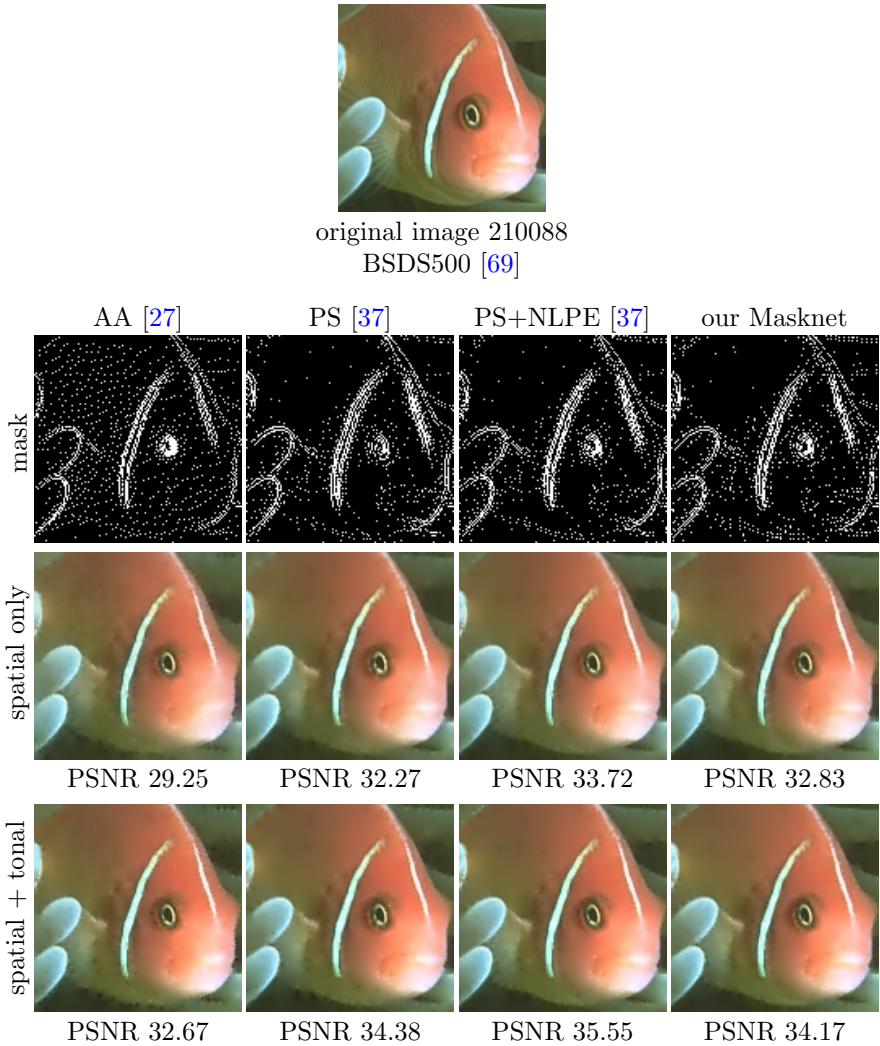 original image 210088
BSDS500 [69]
AA [27] PS [37] PS+NLPE [37] our Masknet
mask
spatial only
PSNR 29.25 PSNR 32.27 PSNR 33.72 PSNR 32.83
spatial + tonal
PSNR 32.67 PSNR 34.38 PSNR 35.55 PSNR 34.17